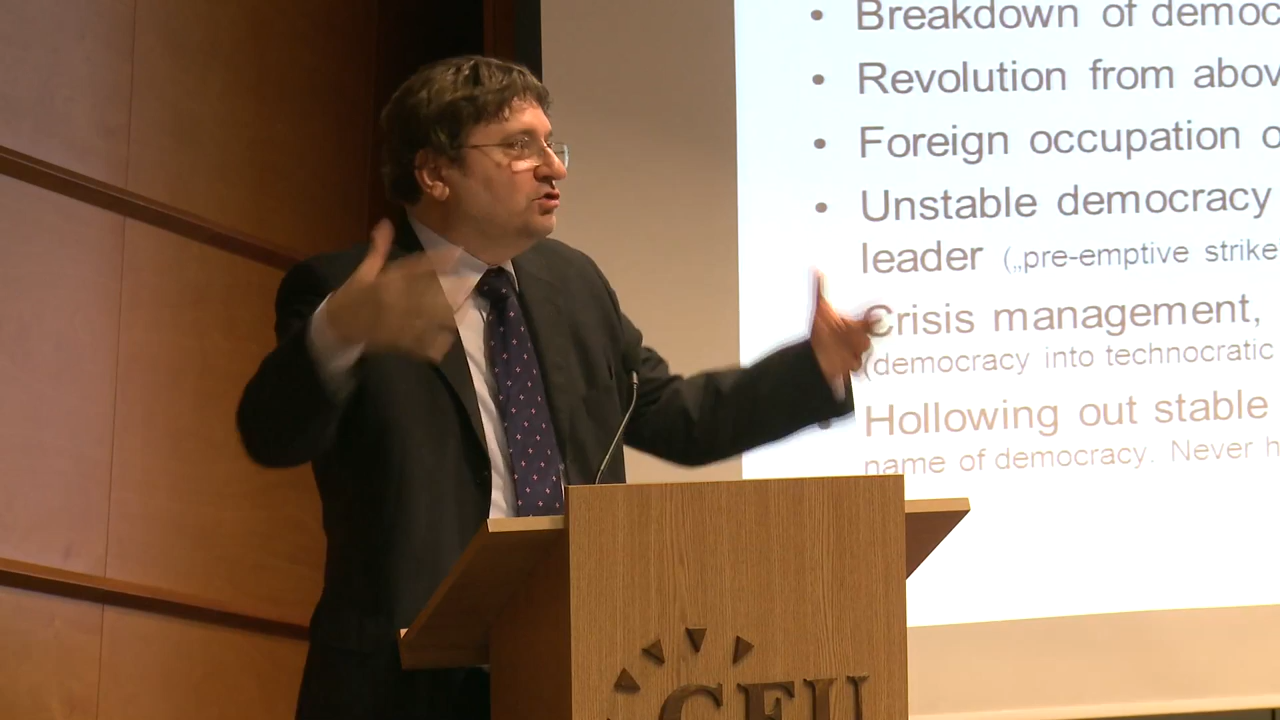 • Breakdown of democ
• Revolution from abov
• Foreign occupation o
• Unstable democracy
leader („pre-emptive strike
Crisis management,
(democracy into technocratic
Hollowing out stable
name of democracy. Never h
CEU